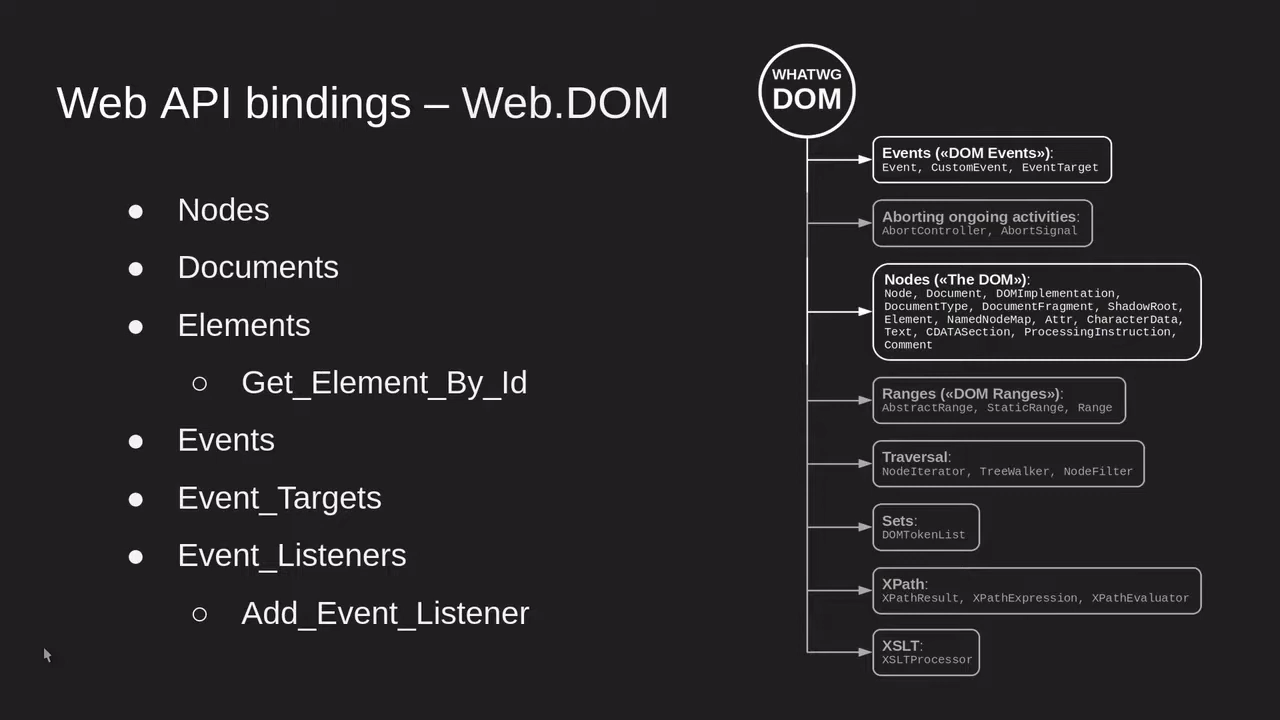 Web API bindings – Web.DOM
● Nodes
● Documents
● Elements
○ Get_Element_By_Id
● Events
● Event_Targets
● Event_Listeners
○ Add_Event_Listener
WHATWG
DOM
Events («DOM Events»):
Event, CustomEvent, EventTarget
Aborting ongoing activities:
AbortController, AbortSignal
Nodes («The DOM»):
Node, Document, DOMImplementation,
DocumentType, DocumentFragment, ShadowRoot,
Element, NamedNodeMap, Attr, CharacterData,
Text, CDATASection, ProcessingInstruction,
Comment
Ranges («DOM Ranges»):
AbstractRange, StaticRange, Range
Traversal:
NodeIterator, TreeWalker, NodeFilter
Sets:
DOMTokenList
XPath:
XPathResult, XPathExpression, XPathEvaluator
XSLT:
XSLTProcessor